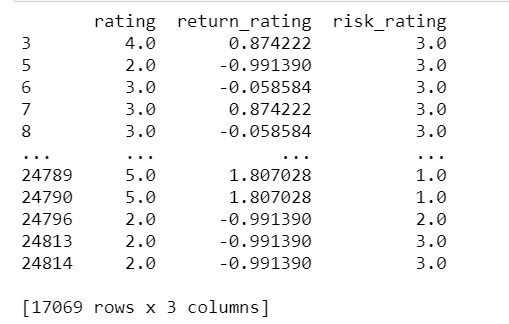 rating return_rating risk_rating
3 4.0 0.874222 3.0
5 2.0 -0.991390 3.0
6 3.0 -0.058584 3.0
7 3.0 0.874222 3.0
8 3.0 -0.058584 3.0
... ... ... ...
24789 5.0 1.807028 1.0
24790 5.0 1.807028 1.0
24796 2.0 -0.991390 2.0
24813 2.0 -0.991390 3.0
24814 2.0 -0.991390 3.0
[17069 rows x 3 columns]